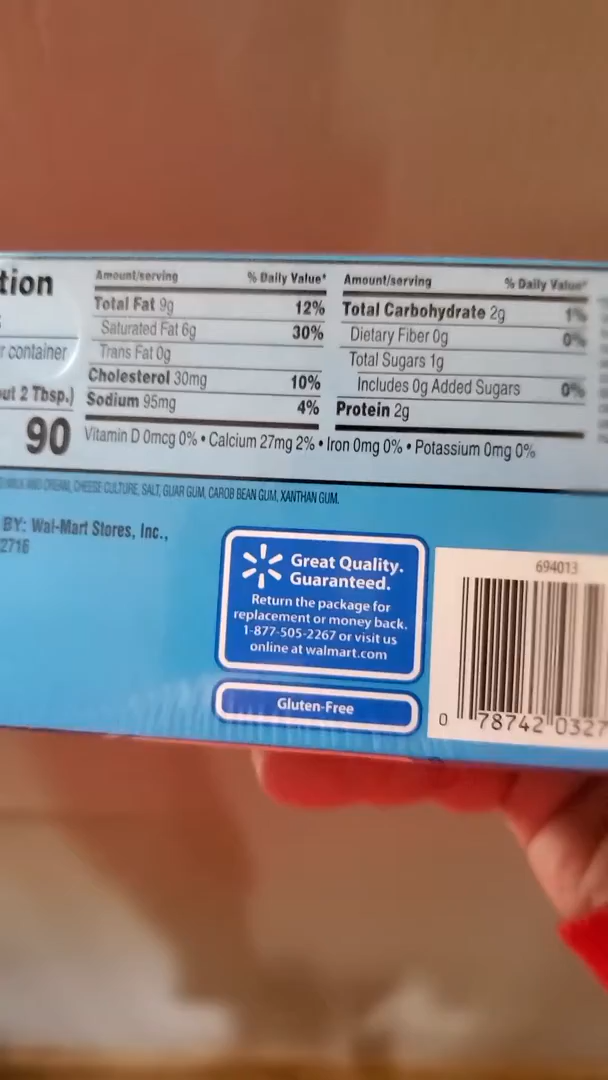 tion
Amount/serving % Daily Value*
Total Fat 9g 12%
Saturated Fat 6g 30%
Trans Fat 0g
Cholesterol 30mg 10%
Sodium 95mg 4%
Amount/serving % Daily Value*
Total Carbohydrate 2g 1%
Dietary Fiber 0g 0%
Total Sugars 1g
Includes 0g Added Sugars 0%
Protein 2g
r container
out 2 Tbsp.)
90
Vitamin D 0mcg 0% • Calcium 27mg 2% • Iron 0mg 0% • Potassium 0mg 0%
MILK AND CREAM, CHEESE CULTURE, SALT, GUAR GUM, CAROB BEAN GUM, XANTHAN GUM.
BY: Wal-Mart Stores, Inc.,
2716
Great Quality.
Guaranteed.
Return the package for
replacement or money back.
1-877-505-2267 or visit us
online at walmart.com
Gluten-Free
694013
0 78742 0327